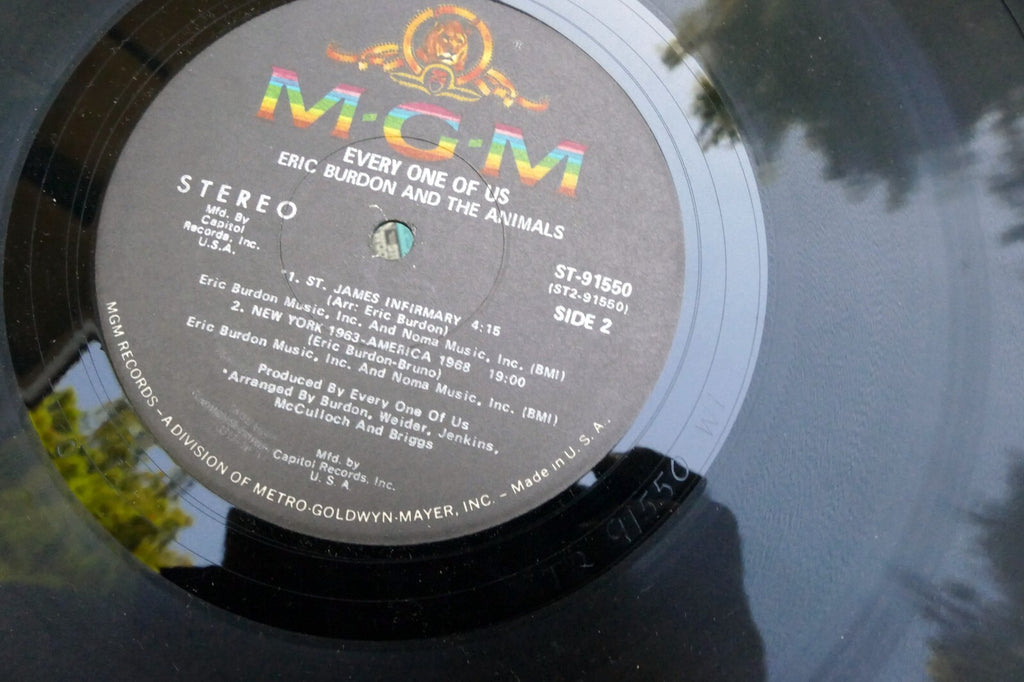 M·G·M
EVERY ONE OF US
ERIC BURDON AND THE ANIMALS
STEREO
Mfd. By
Capitol
Records, Inc.
U.S.A.
ST-91550
(ST2-91550)
SIDE 2
*1. ST. JAMES INFIRMARY 4:15
(Arr: Eric Burdon)
Eric Burdon Music, Inc. And Noma Music, Inc. (BMI)
2. NEW YORK 1963-AMERICA 1968 19:00
(Eric Burdon-Bruno)
Eric Burdon Music, Inc. And Noma Music, Inc. (BMI)
Produced By Every One Of Us
*Arranged By Burdon, Weider, Jenkins,
McCulloch And Briggs
Mfd. by
Capitol Records, Inc.
U.S.A
MGM RECORDS – A DIVISION OF METRO-GOLDWYN-MAYER, INC. – Made in U.S.A.
91550